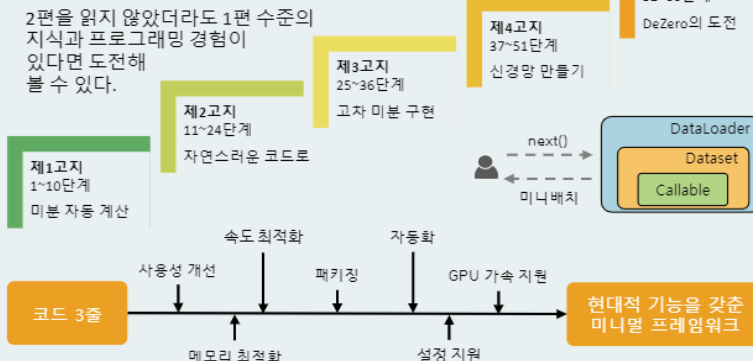 2편을 읽지 않았더라도 1편 수준의
지식과 프로그래밍 경험이
있다면 도전해
볼 수 있다.
제1고지
1~10단계
미분 자동 계산
제2고지
11~24단계
자연스러운 코드로
제3고지
25~36단계
고차 미분 구현
제4고지
37~51단계
신경망 만들기
DeZero의 도전
next()
미니배치
DataLoader
Dataset
Callable
코드 3줄
사용성 개선
메모리 최적화
속도 최적화
패키징
자동화
설정 지원
GPU 가속 지원
현대적 기능을 갖춘
미니멀 프레임워크